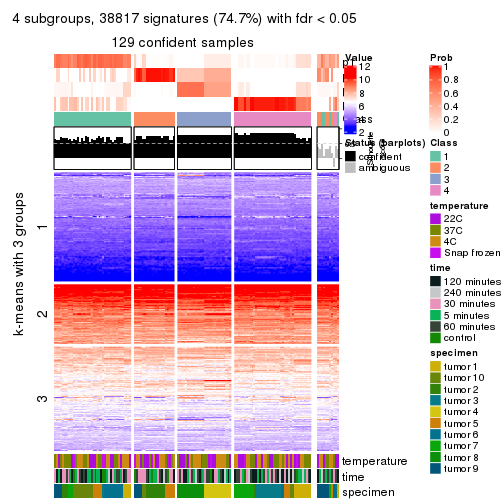 4 subgroups, 38817 signatures (74.7%) with fdr < 0.05
129 confident samples
k-means with 3 groups
1
2
3
Value
12
10
8
6
4
2
Status (barplots)
confident
ambiguous
Silhouette
Prob
1
0.8
0.6
0.4
0.2
0
Class
1
2
3
4
temperature
22C
37C
4C
Snap frozen
time
120 minutes
240 minutes
30 minutes
5 minutes
60 minutes
control
specimen
tumor 1
tumor 10
tumor 2
tumor 3
tumor 4
tumor 5
tumor 6
tumor 7
tumor 8
tumor 9
temperature
time
specimen